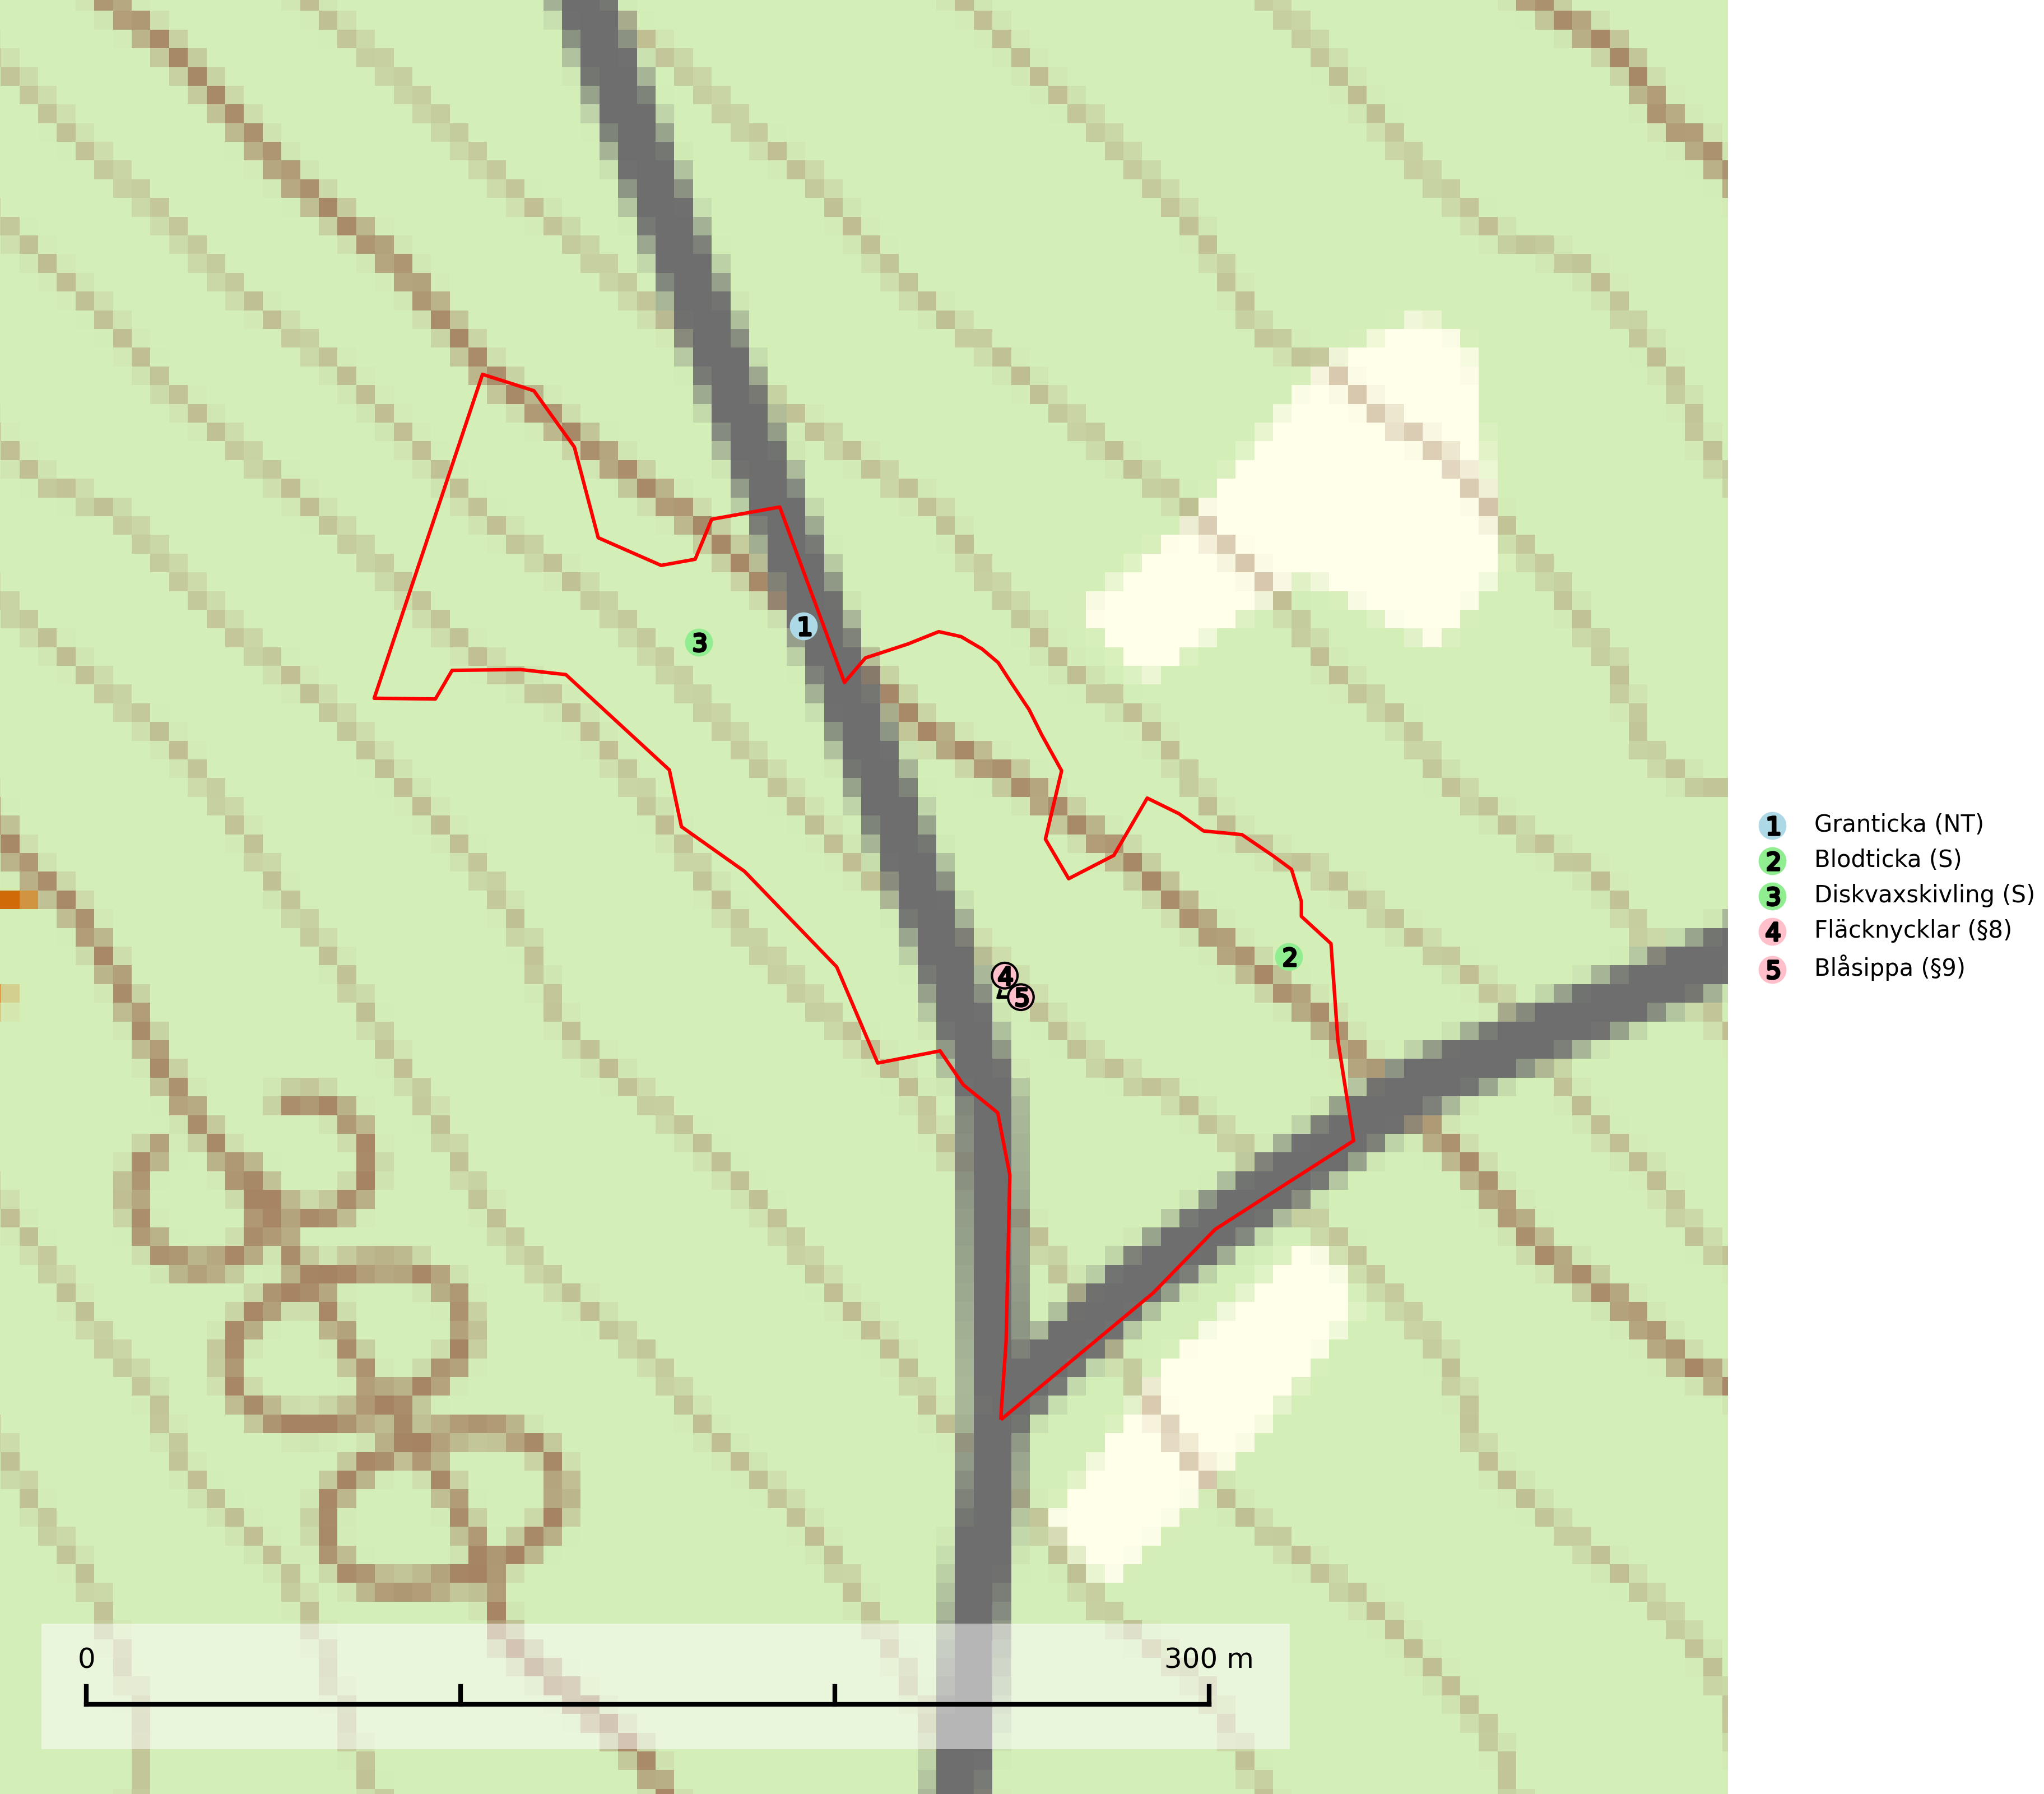 1
3
2
4
5
1 Granticka (NT)
2 Blodticka (S)
3 Diskvaxskivling (S)
4 Fläcknycklar (§8)
5 Blåsippa (§9)
0 300 m